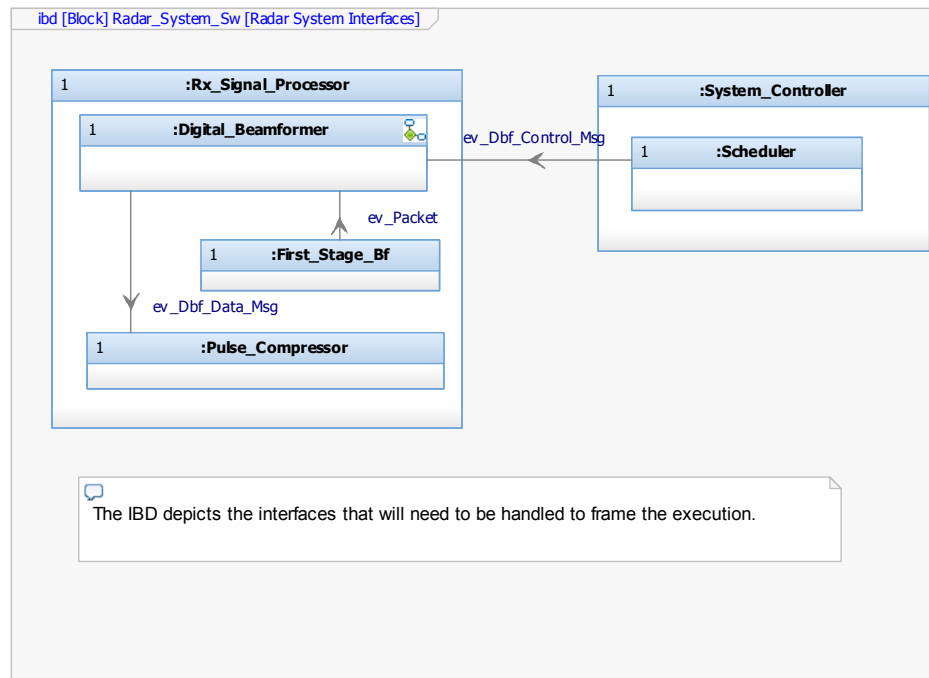 ibd [Block] Radar_System_Sw [Radar System Interfaces]
1 :Rx_Signal_Processor
1 :System_Controller
1 :Digital_Beamformer
ev_Dbf_Control_Msg
1 :Scheduler
ev_Packet
1 :First_Stage_Bf
ev_Dbf_Data_Msg
1 :Pulse_Compressor
The IBD depicts the interfaces that will need to be handled to frame the execution.